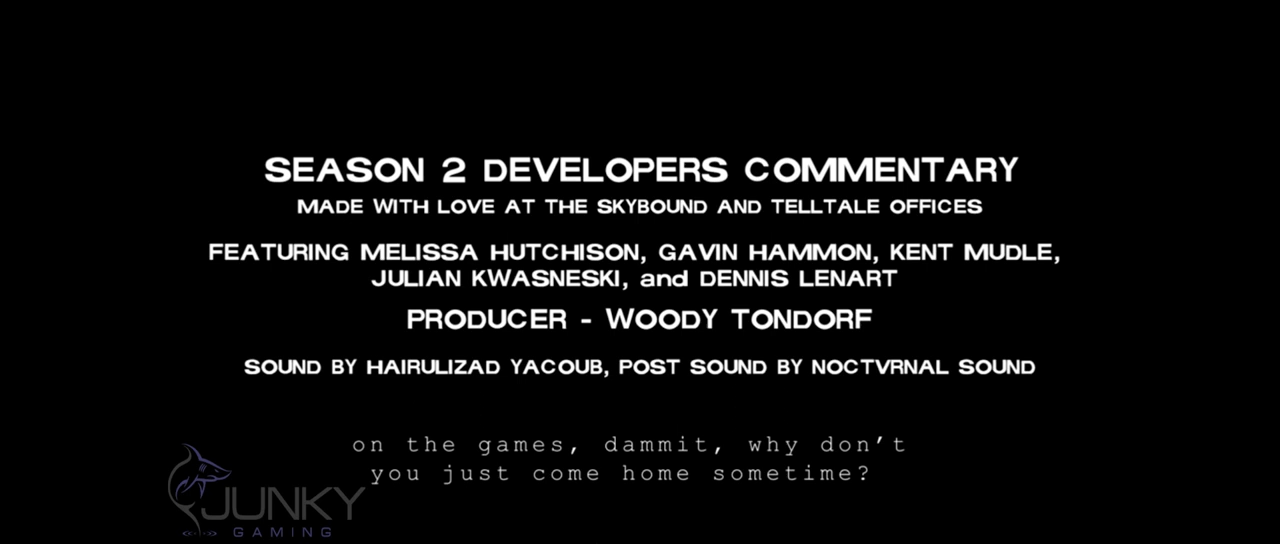 SEASON 2 DEVELOPERS COMMENTARY
MADE WITH LOVE AT THE SKYBOUND AND TELLTALE OFFICES
FEATURING MELISSA HUTCHISON, GAVIN HAMMON, KENT MUDLE,
JULIAN KWASNESKI, and DENNIS LENART
PRODUCER - WOODY TONDORF
SOUND BY HAIRULIZAD YACOUB, POST SOUND BY NOCTVRNAL SOUND
on the games, dammit, why don't
you just come home sometime?
JUNKY
GAMING